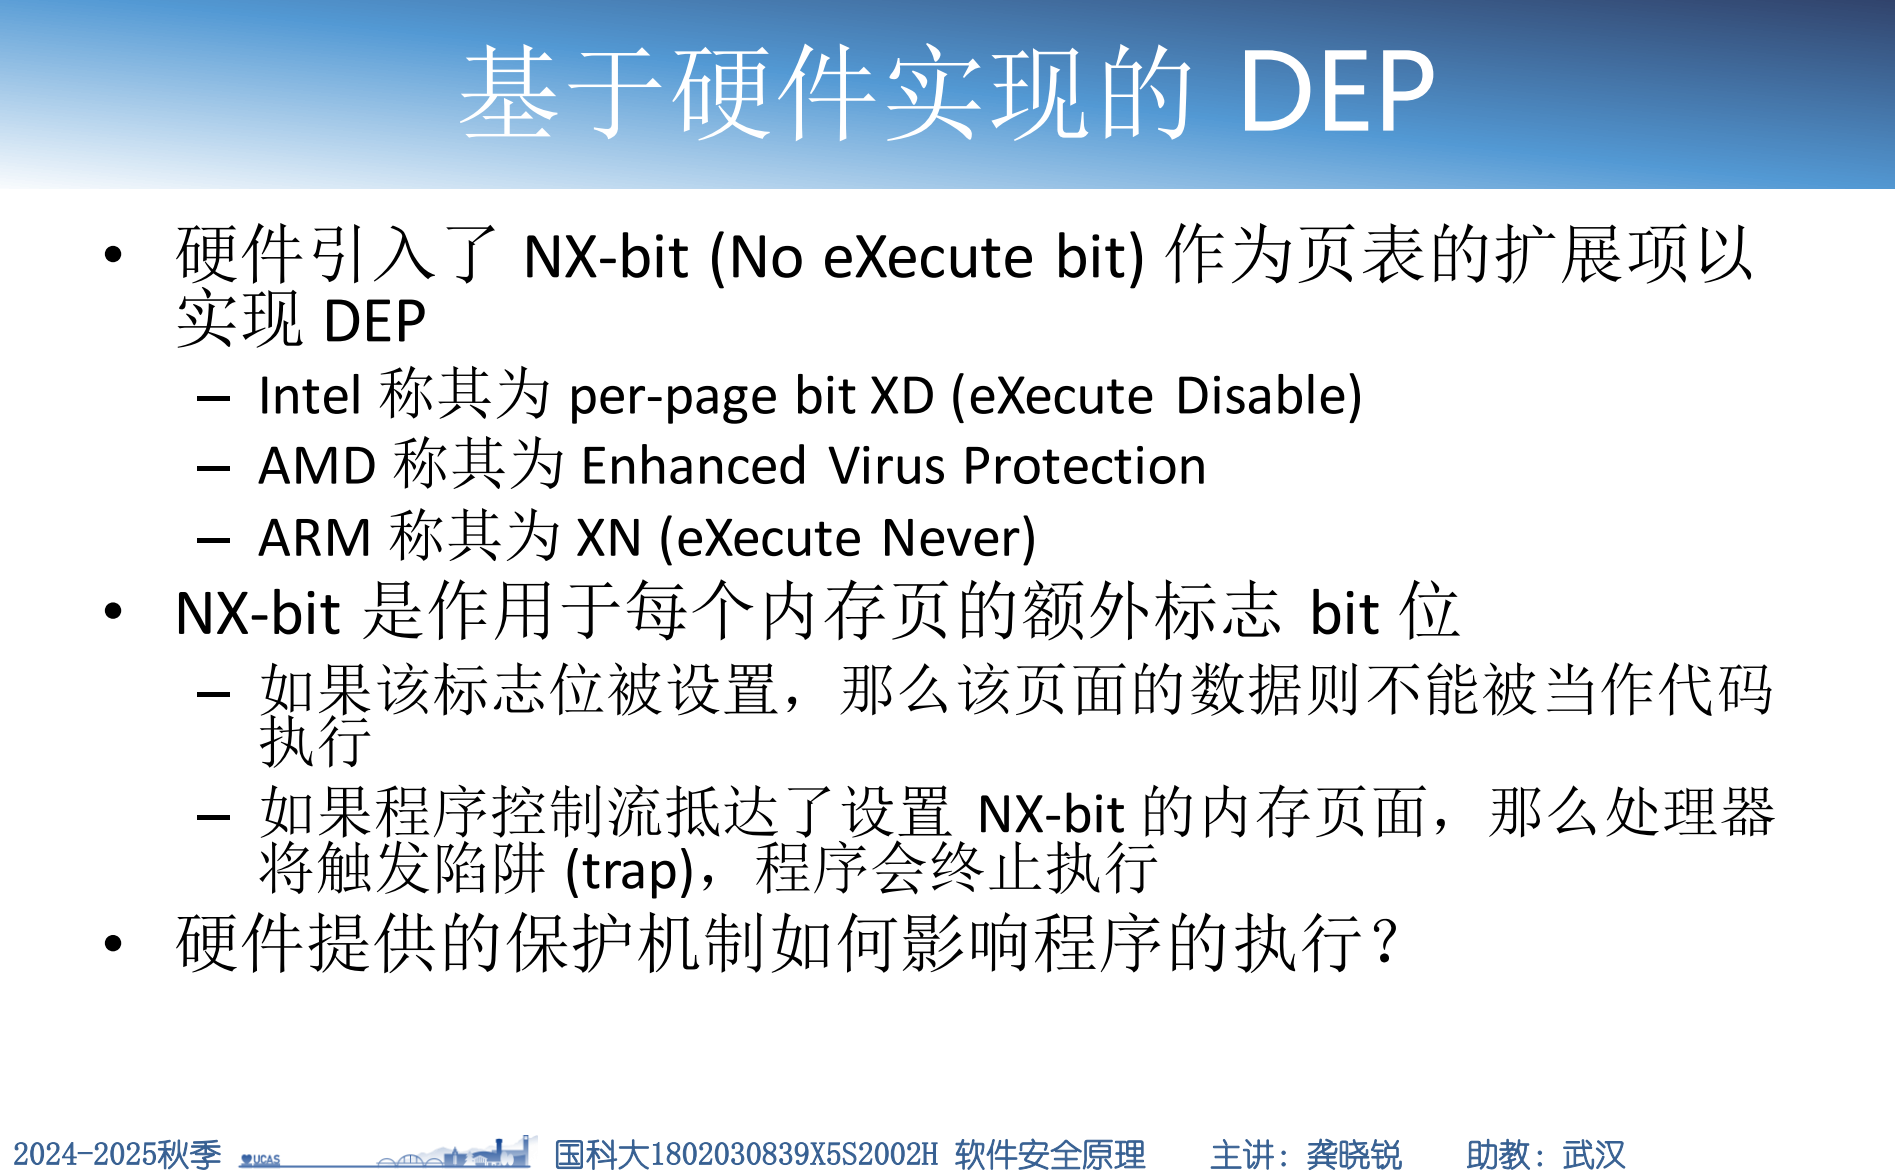 基于硬件实现的 DEP
• 硬件引入了 NX-bit (No eXecute bit) 作为页表的扩展项以
实现 DEP
– Intel 称其为 per-page bit XD (eXecute Disable)
– AMD 称其为 Enhanced Virus Protection
– ARM 称其为 XN (eXecute Never)
• NX-bit 是作用于每个内存页的额外标志 bit 位
– 如果该标志位被设置，那么该页面的数据则不能被当作代码
执行
– 如果程序控制流抵达了设置 NX-bit 的内存页面，那么处理器
将触发陷阱 (trap)，程序会终止执行
• 硬件提供的保护机制如何影响程序的执行？
2024-2025秋季 UCAS 国科大1802030839X5S2002H 软件安全原理 主讲：龚晓锐 助教：武汉